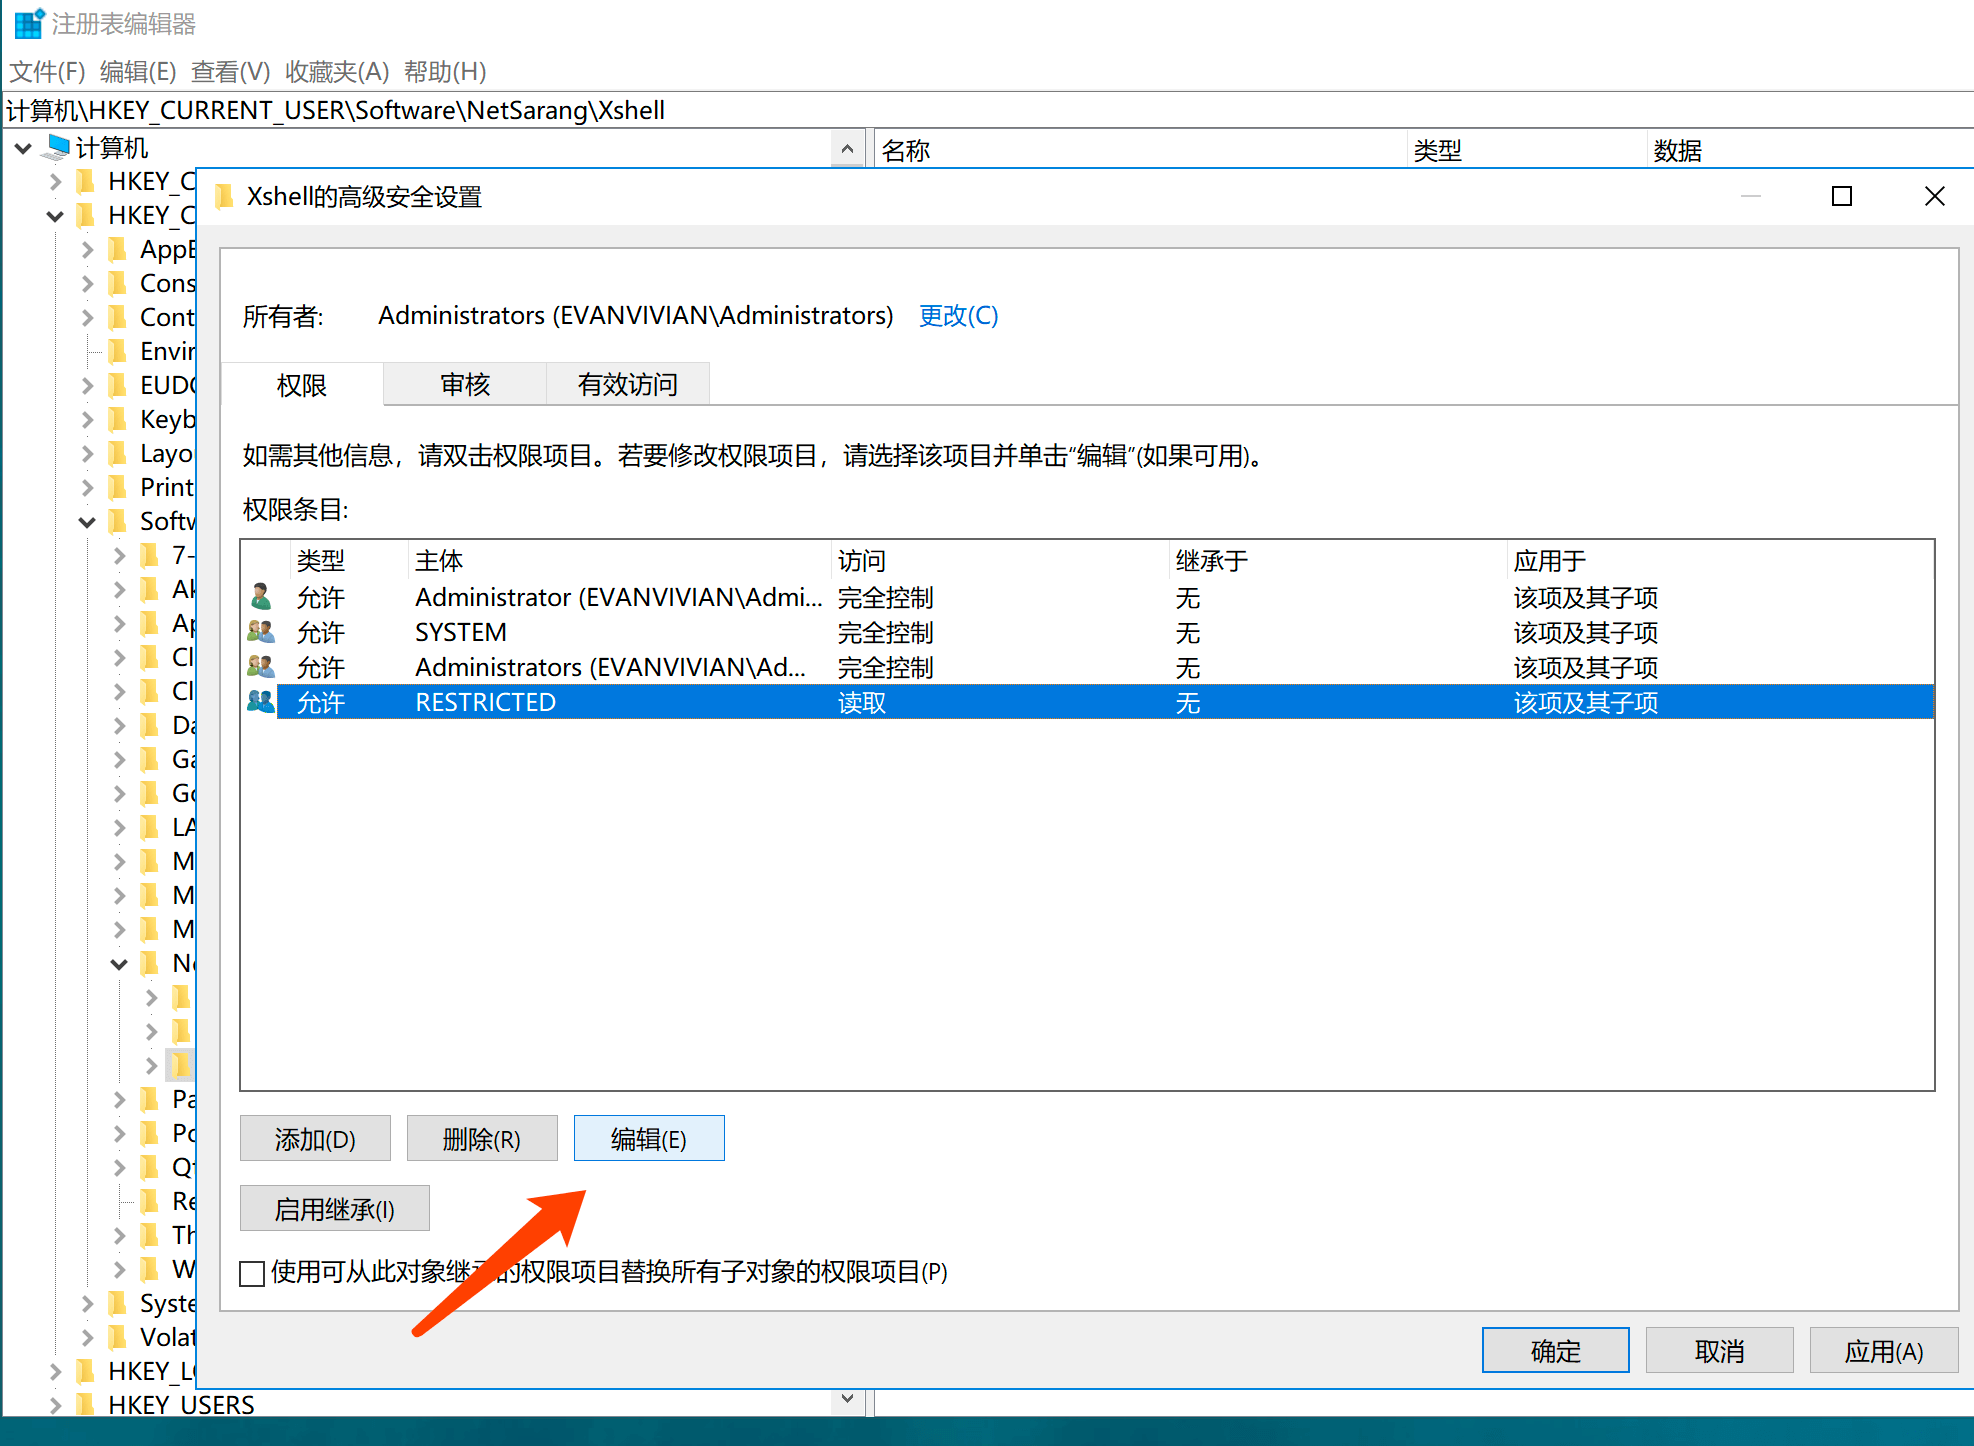 注册表编辑器
文件(F) 编辑(E) 查看(V) 收藏夹(A) 帮助(H)
计算机\HKEY_CURRENT_USER\Software\NetSarang\Xshell
计算机
名称 类型 数据
HKEY_C
HKEY_C
AppE
Cons
Cont
Envir
EUDC
Keyb
Layo
Print
Softw
7-
Ak
Ap
Cl
Cl
Da
Ga
Go
LA
M
M
M
Ne
Pa
Po
Qt
Re
Th
W
Syste
Volat
HKEY_LO
HKEY_USERS
Xshell的高级安全设置
所有者: Administrators (EVANVIVIAN\Administrators) 更改(C)
权限 审核 有效访问
如需其他信息，请双击权限项目。若要修改权限项目，请选择该项目并单击“编辑”(如果可用)。
权限条目:
类型 主体 访问 继承于 应用于
允许 Administrator (EVANVIVIAN\Admi... 完全控制 无 该项及其子项
允许 SYSTEM 完全控制 无 该项及其子项
允许 Administrators (EVANVIVIAN\Ad... 完全控制 无 该项及其子项
允许 RESTRICTED 读取 无 该项及其子项
添加(D) 删除(R) 编辑(E)
启用继承(I)
使用可从此对象继承的权限项目替换所有子对象的权限项目(P)
确定 取消 应用(A)